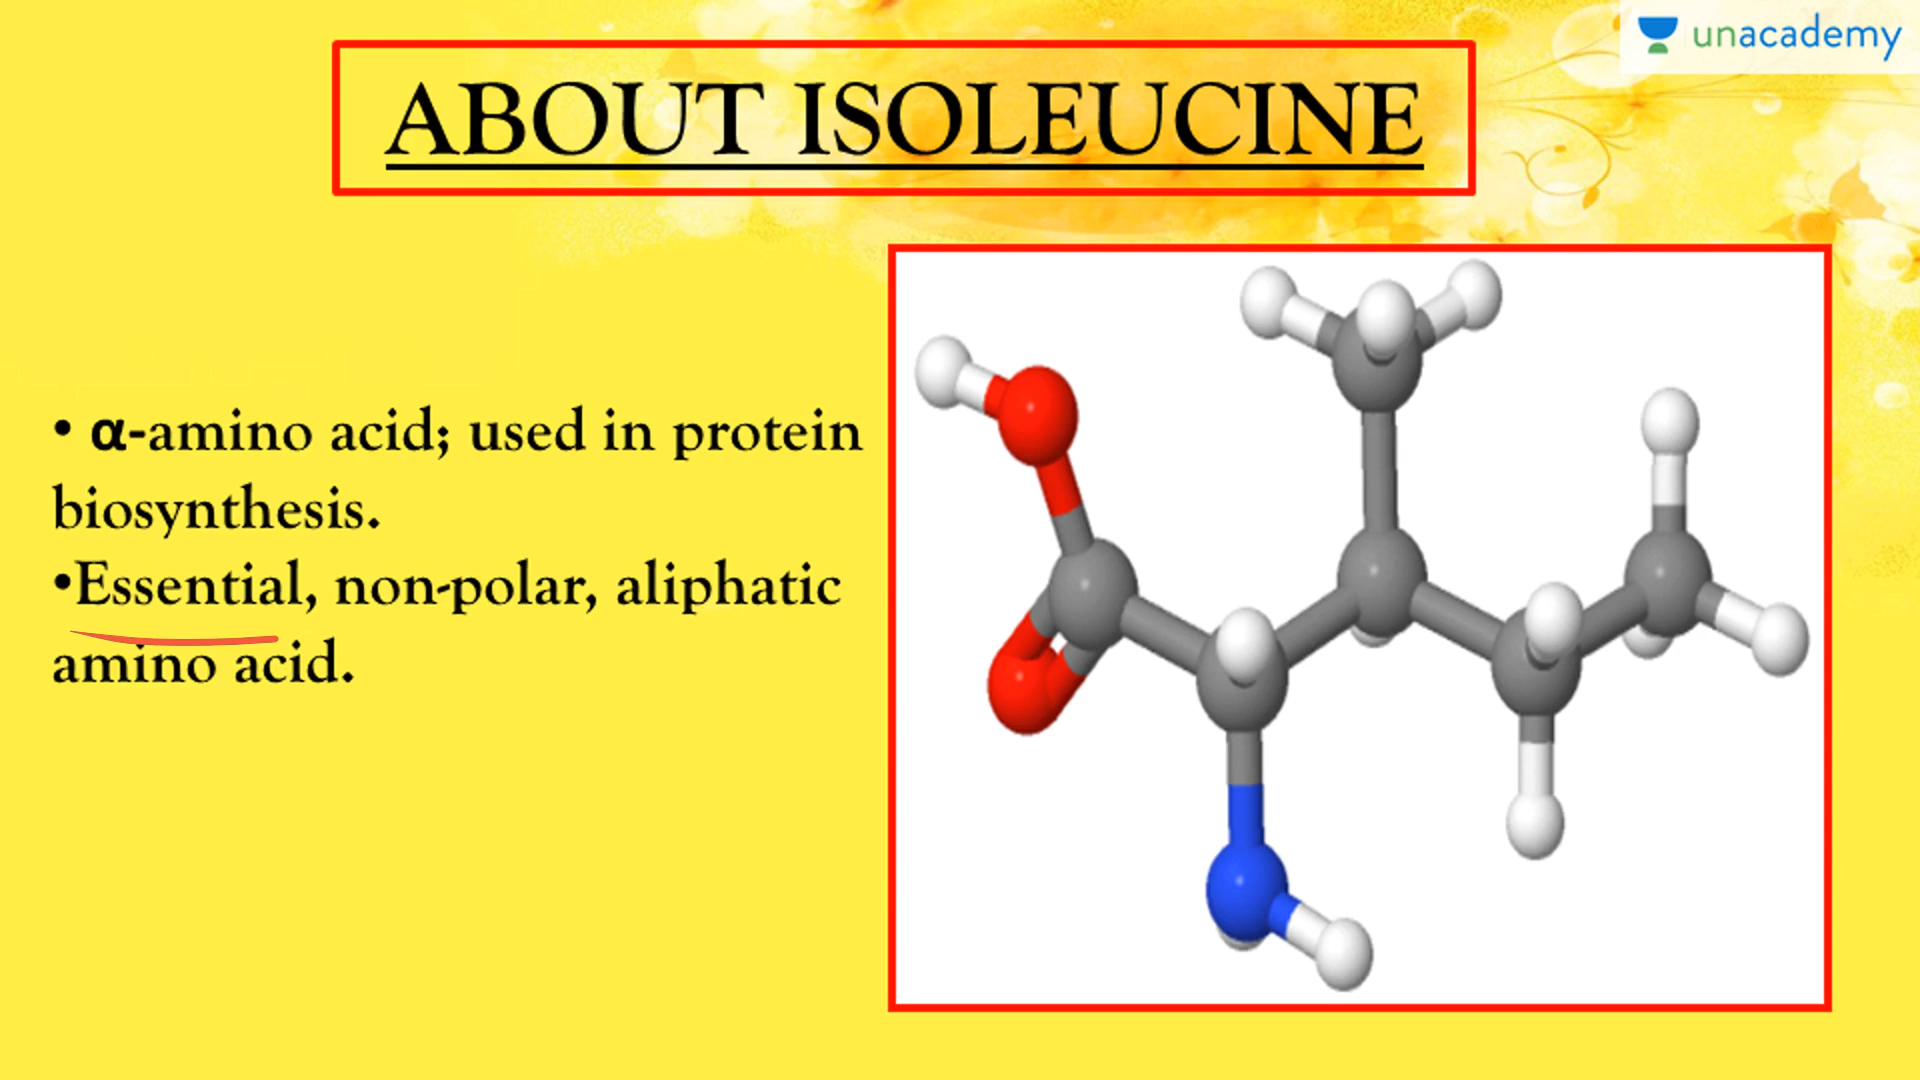 unacademy
ABOUT ISOLEUCINE
• α-amino acid; used in protein
biosynthesis.
•Essential, non-polar, aliphatic
amino acid.